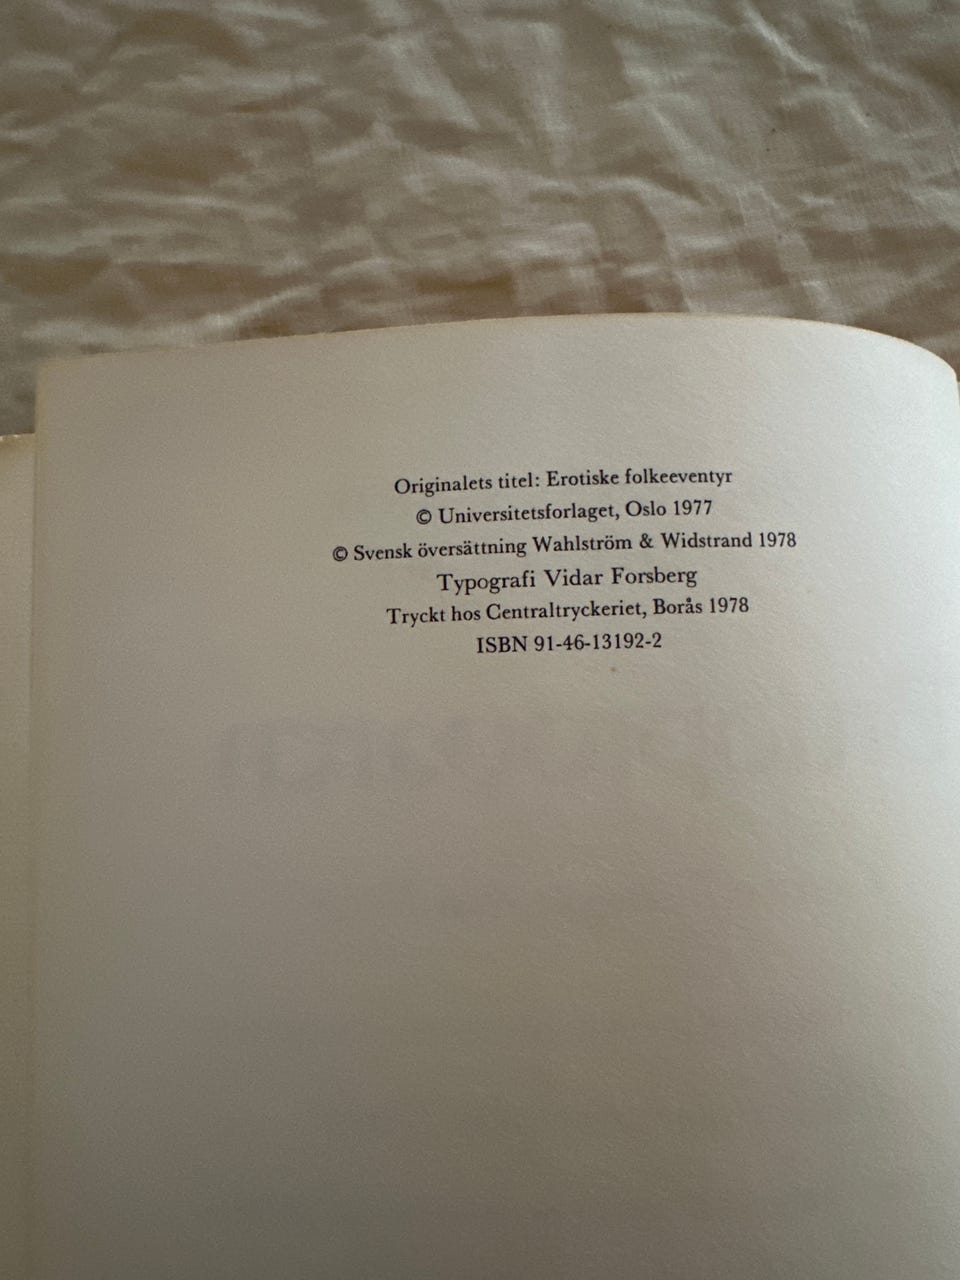 Originalets titel: Erotiske folkeeventyr
© Universitetsforlaget, Oslo 1977
© Svensk översättning Wahlström & Widstrand 1978
Typografi Vidar Forsberg
Tryckt hos Centraltryckeriet, Borås 1978
ISBN 91-46-13192-2